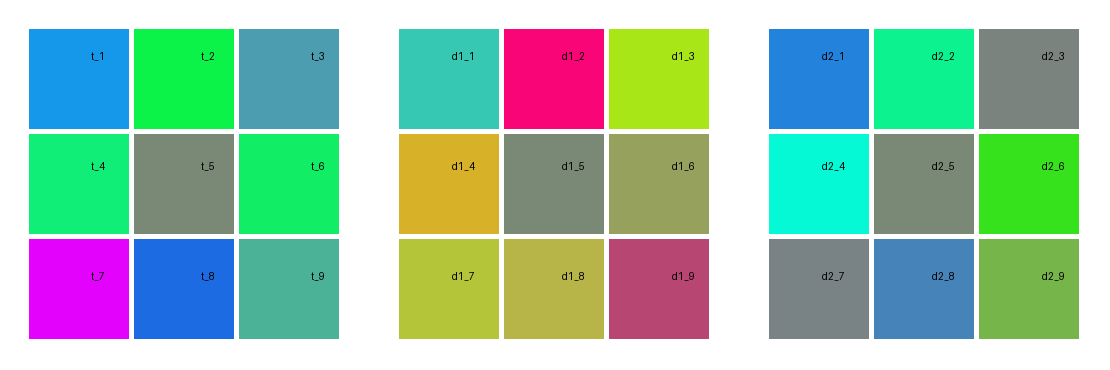 t_1 t_2 t_3 d1_1 d1_2 d1_3 d2_1 d2_2 d2_3
t_4 t_5 t_6 d1_4 d1_5 d1_6 d2_4 d2_5 d2_6
t_7 t_8 t_9 d1_7 d1_8 d1_9 d2_7 d2_8 d2_9